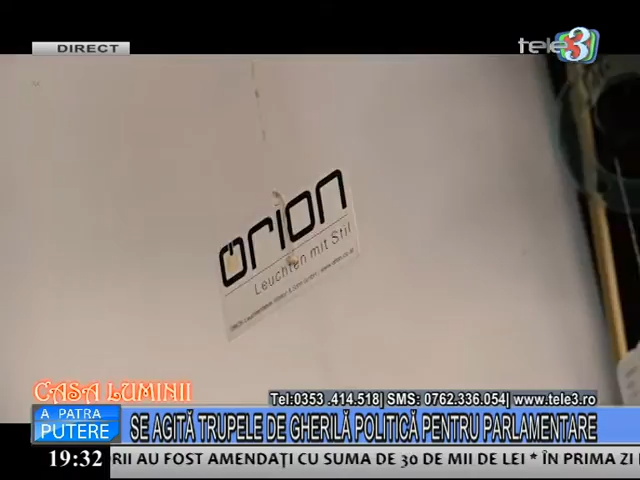 DIRECT
tele3
orion
Leuchten mit Stil
CASA LUMINII
Tel:0353 .414.518| SMS: 0762.336.054| www.tele3.ro
A PATRA
PUTERE
SE AGITĂ TRUPELE DE GHERILĂ POLITICĂ PENTRU PARLAMENTARE
19:32
RII AU FOST AMENDAȚI CU SUMA DE 30 DE MII DE LEI * ÎN PRIMA ZI